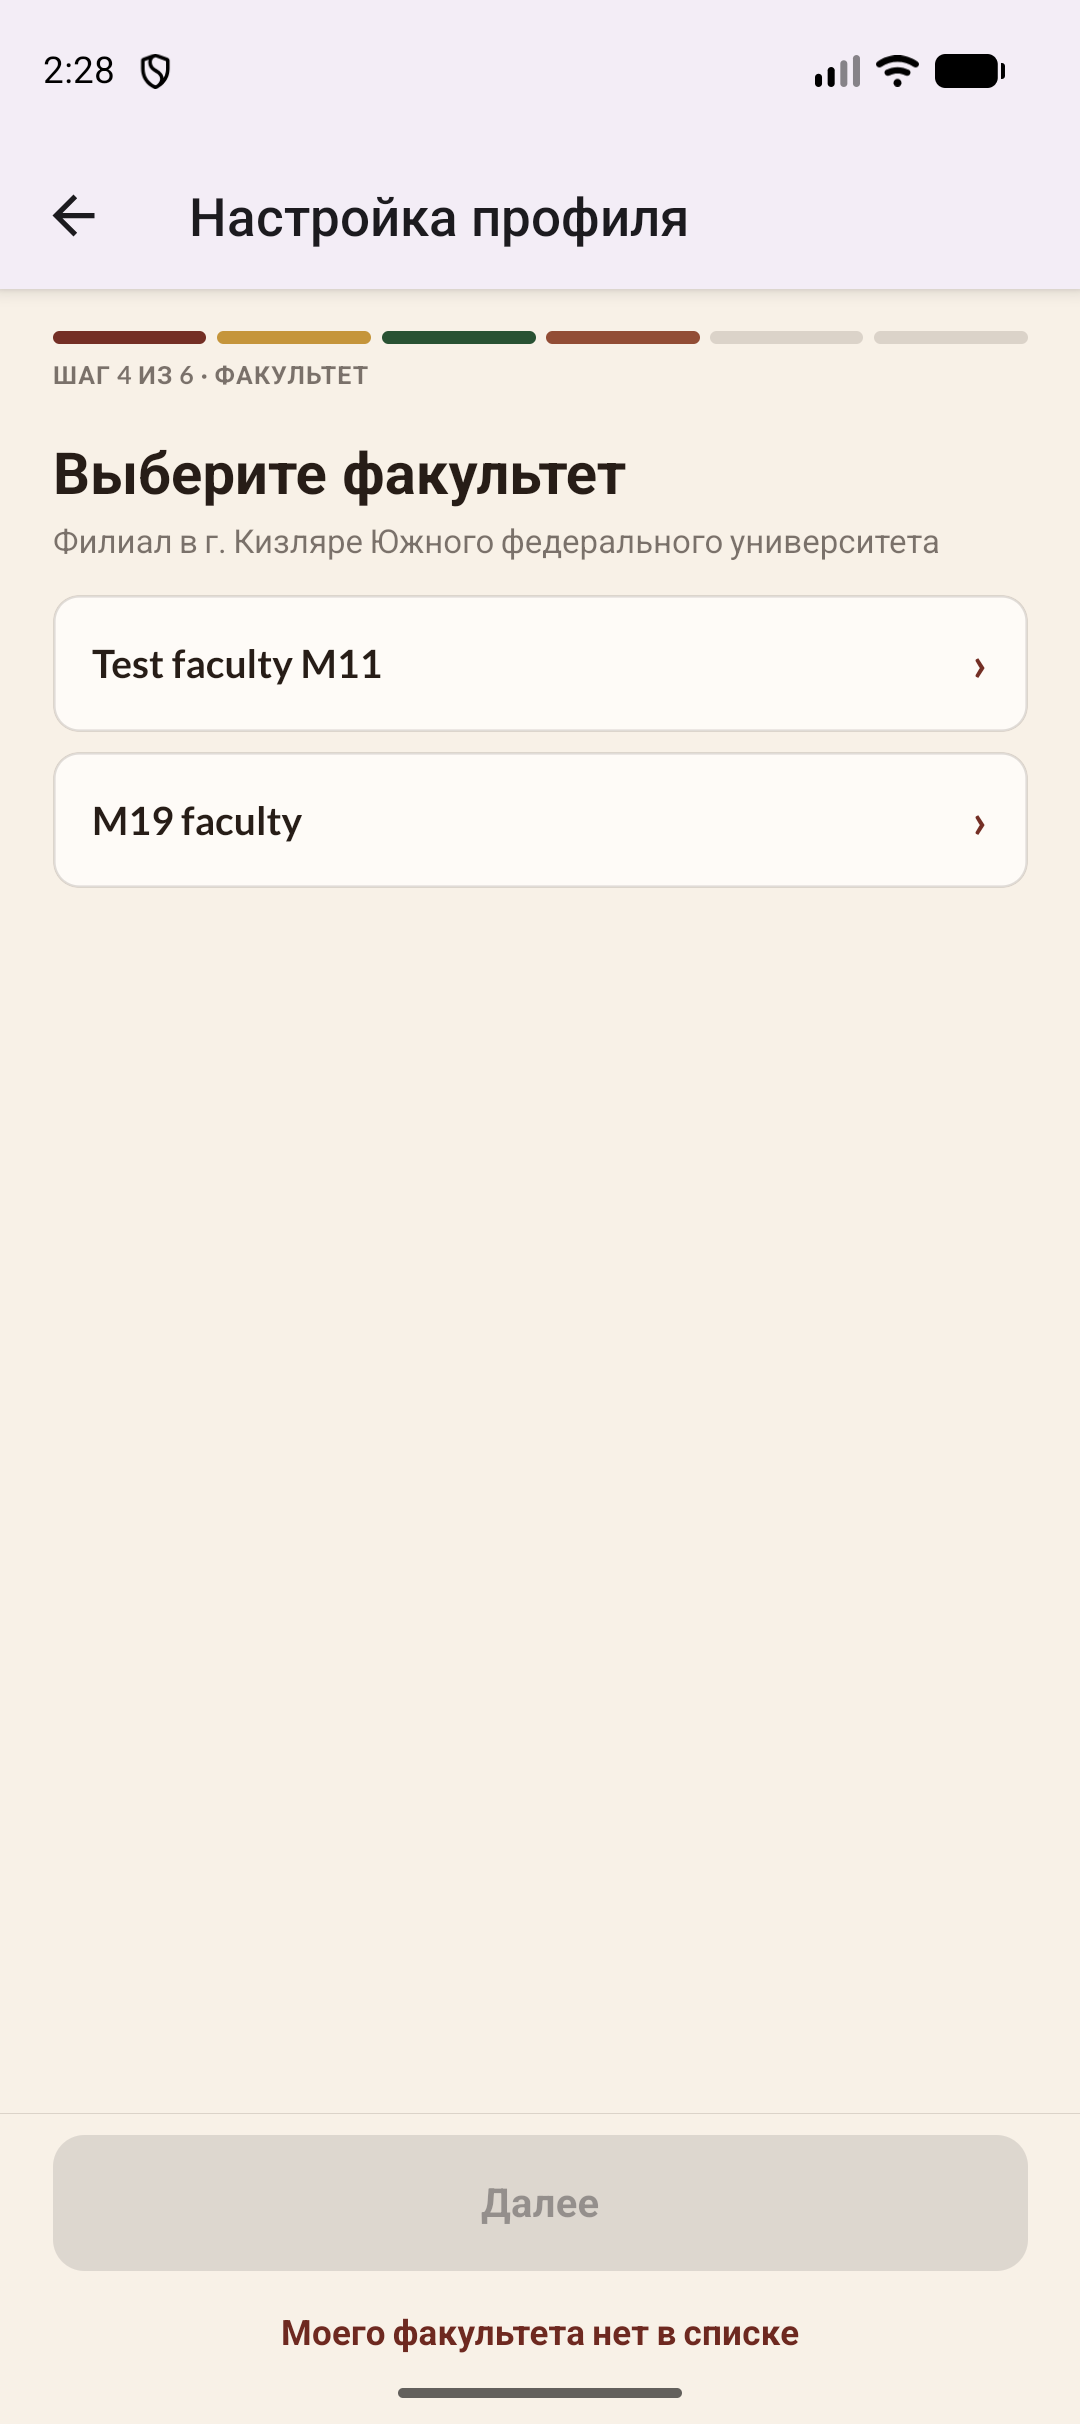 2:28
Настройка профиля
ШАГ 4 ИЗ 6 · ФАКУЛЬТЕТ
Выберите факультет
Филиал в г. Кизляре Южного федерального университета
Test faculty M11
M19 faculty
Далее
Моего факультета нет в списке